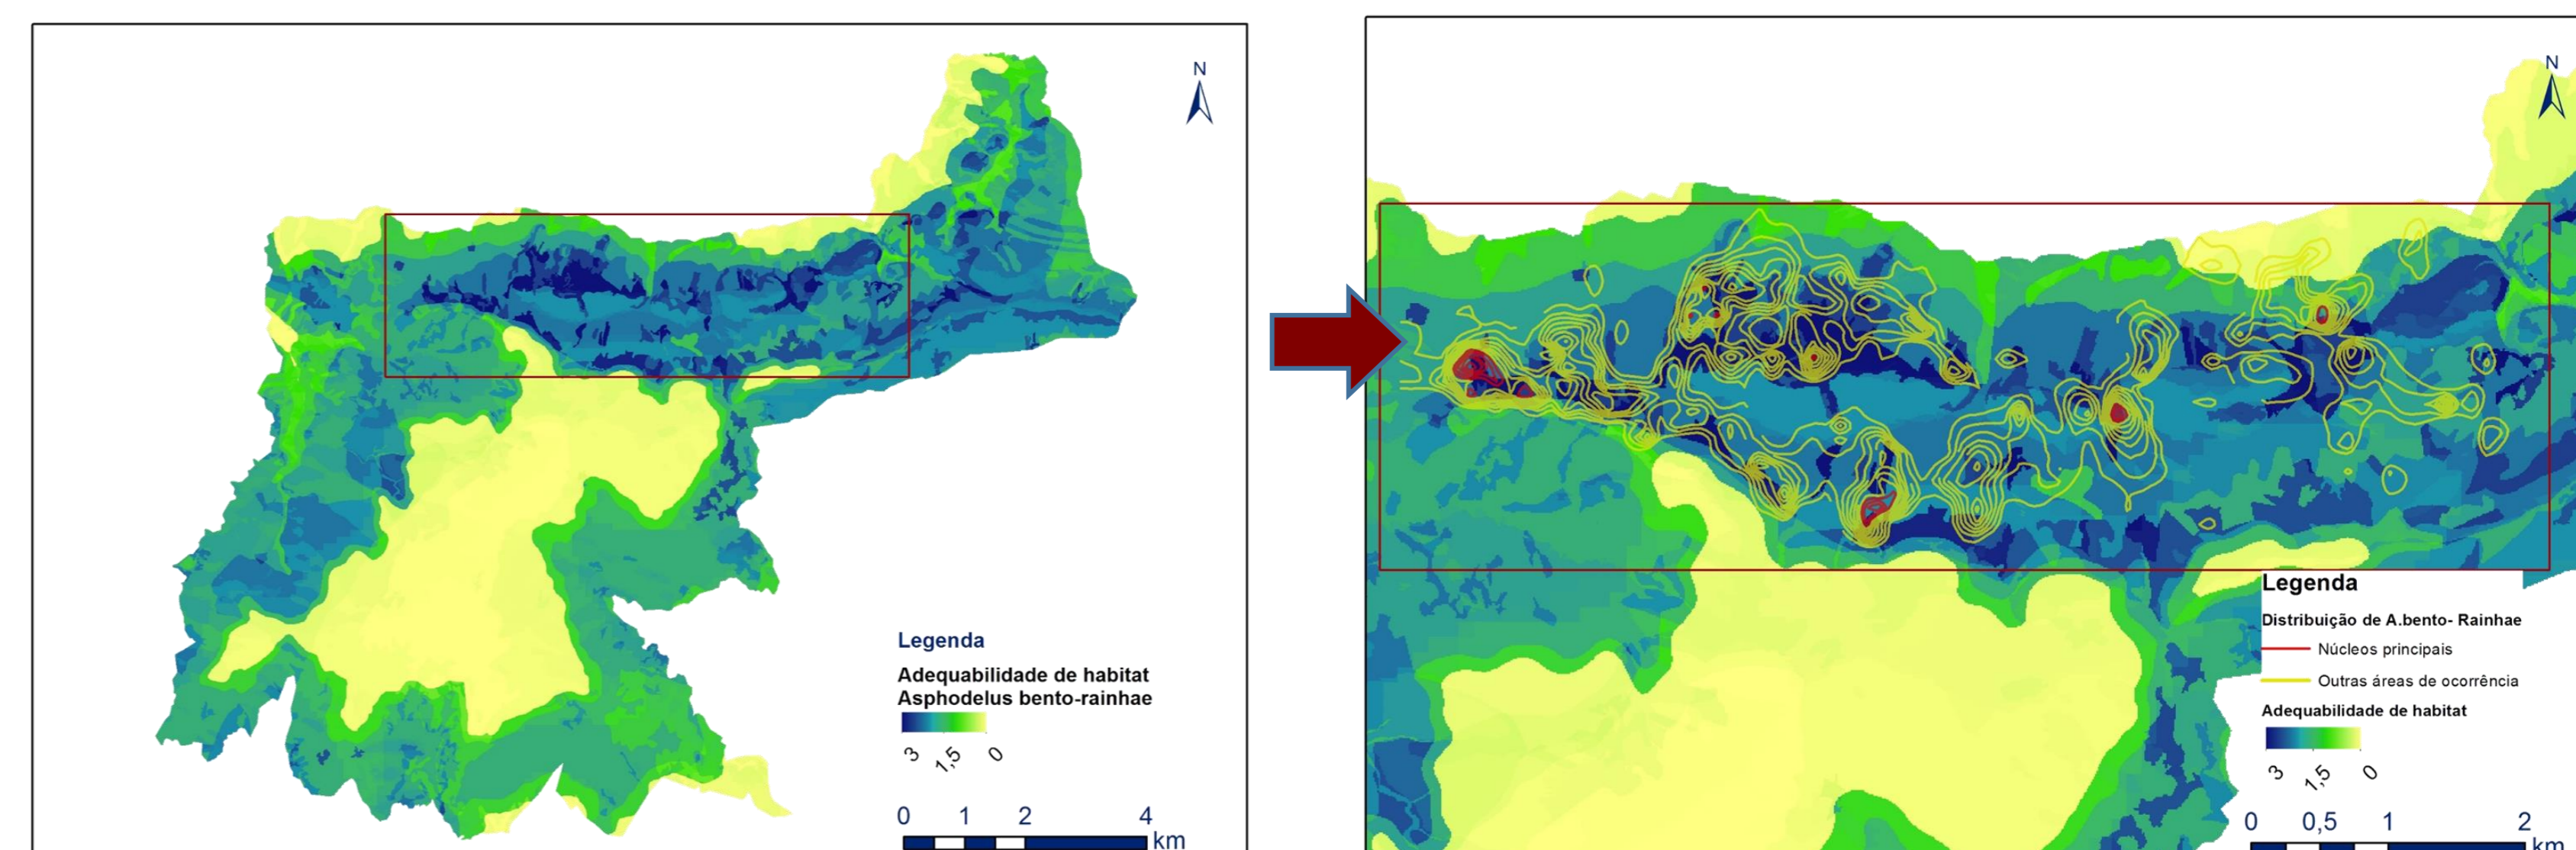 N
Legenda
Adequabilidade de habitat
Asphodelus bento-rainhae
3 1,5 0
0 1 2 4
km
N
Legenda
Distribuição de A.bento- Rainhae
Núcleos principais
Outras áreas de ocorrência
Adequabilidade de habitat
3 1,5 0
0 0,5 1 2
km